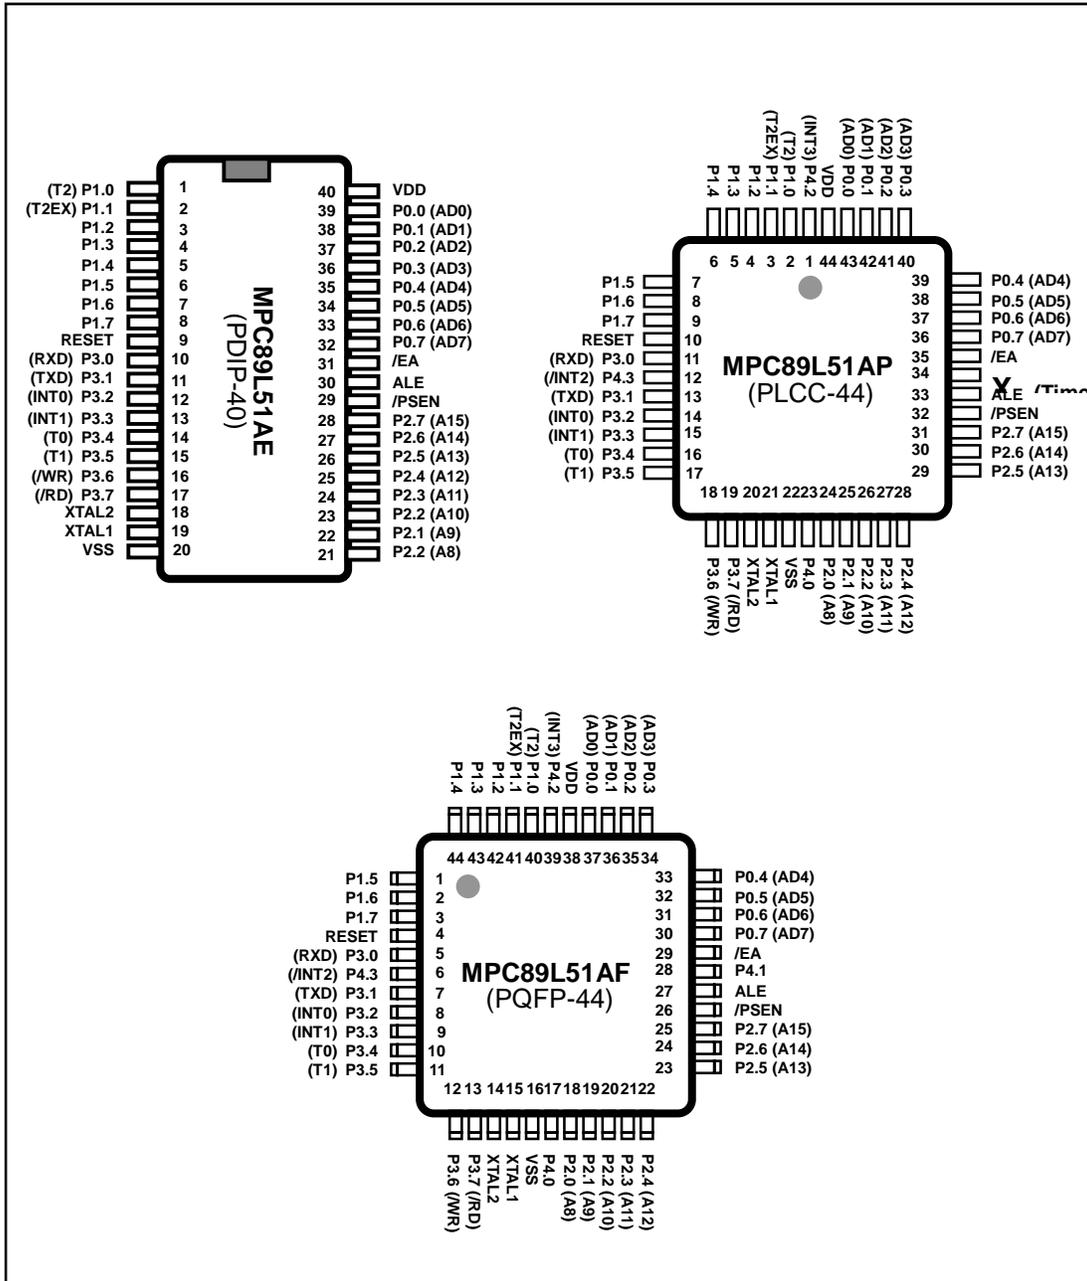 (T2) P1.0 1
(T2EX) P1.1 2
P1.2 3
P1.3 4
P1.4 5
P1.5 6
P1.6 7
P1.7 8
RESET 9
(RXD) P3.0 10
(TXD) P3.1 11
(INT0) P3.2 12
(INT1) P3.3 13
(T0) P3.4 14
(T1) P3.5 15
(/WR) P3.6 16
(/RD) P3.7 17
XTAL2 18
XTAL1 19
VSS 20
MPC89L51AE
(PDIP-40)
40 VDD
39 P0.0 (AD0)
38 P0.1 (AD1)
37 P0.2 (AD2)
36 P0.3 (AD3)
35 P0.4 (AD4)
34 P0.5 (AD5)
33 P0.6 (AD6)
32 P0.7 (AD7)
31 /EA
30 ALE
29 /PSEN
28 P2.7 (A15)
27 P2.6 (A14)
26 P2.5 (A13)
25 P2.4 (A12)
24 P2.3 (A11)
23 P2.2 (A10)
22 P2.1 (A9)
21 P2.2 (A8)
P1.4
P1.3
P1.2
(T2EX) P1.1
(T2) P1.0
(INT3) P4.2
VDD
(AD0) P0.0
(AD1) P0.1
(AD2) P0.2
(AD3) P0.3
6 5 4 3 2 1 44 43 42 41 40
P1.5 7
P1.6 8
P1.7 9
RESET 10
(RXD) P3.0 11
(/INT2) P4.3 12
(TXD) P3.1 13
(INT0) P3.2 14
(INT1) P3.3 15
(T0) P3.4 16
(T1) P3.5 17
MPC89L51AP
(PLCC-44)
39 P0.4 (AD4)
38 P0.5 (AD5)
37 P0.6 (AD6)
36 P0.7 (AD7)
35 /EA
34
33 ALE
32 /PSEN
31 P2.7 (A15)
30 P2.6 (A14)
29 P2.5 (A13)
18 19 20 21 22 23 24 25 26 27 28
P3.6 (/WR)
P3.7 (/RD)
XTAL2
XTAL1
VSS
P4.0
P2.0 (A8)
P2.1 (A9)
P2.2 (A10)
P2.3 (A11)
P2.4 (A12)
P1.4
P1.3
P1.2
(T2EX) P1.1
(T2) P1.0
(INT3) P4.2
VDD
(AD0) P0.0
(AD1) P0.1
(AD2) P0.2
(AD3) P0.3
44 43 42 41 40 39 38 37 36 35 34
P1.5 1
P1.6 2
P1.7 3
RESET 4
(RXD) P3.0 5
(/INT2) P4.3 6
(TXD) P3.1 7
(INT0) P3.2 8
(INT1) P3.3 9
(T0) P3.4 10
(T1) P3.5 11
MPC89L51AF
(PQFP-44)
33 P0.4 (AD4)
32 P0.5 (AD5)
31 P0.6 (AD6)
30 P0.7 (AD7)
29 /EA
28 P4.1
27 ALE
26 /PSEN
25 P2.7 (A15)
24 P2.6 (A14)
23 P2.5 (A13)
12 13 14 15 16 17 18 19 20 21 22
P3.6 (/WR)
P3.7 (/RD)
XTAL2
XTAL1
VSS
P4.0
P2.0 (A8)
P2.1 (A9)
P2.2 (A10)
P2.3 (A11)
P2.4 (A12)